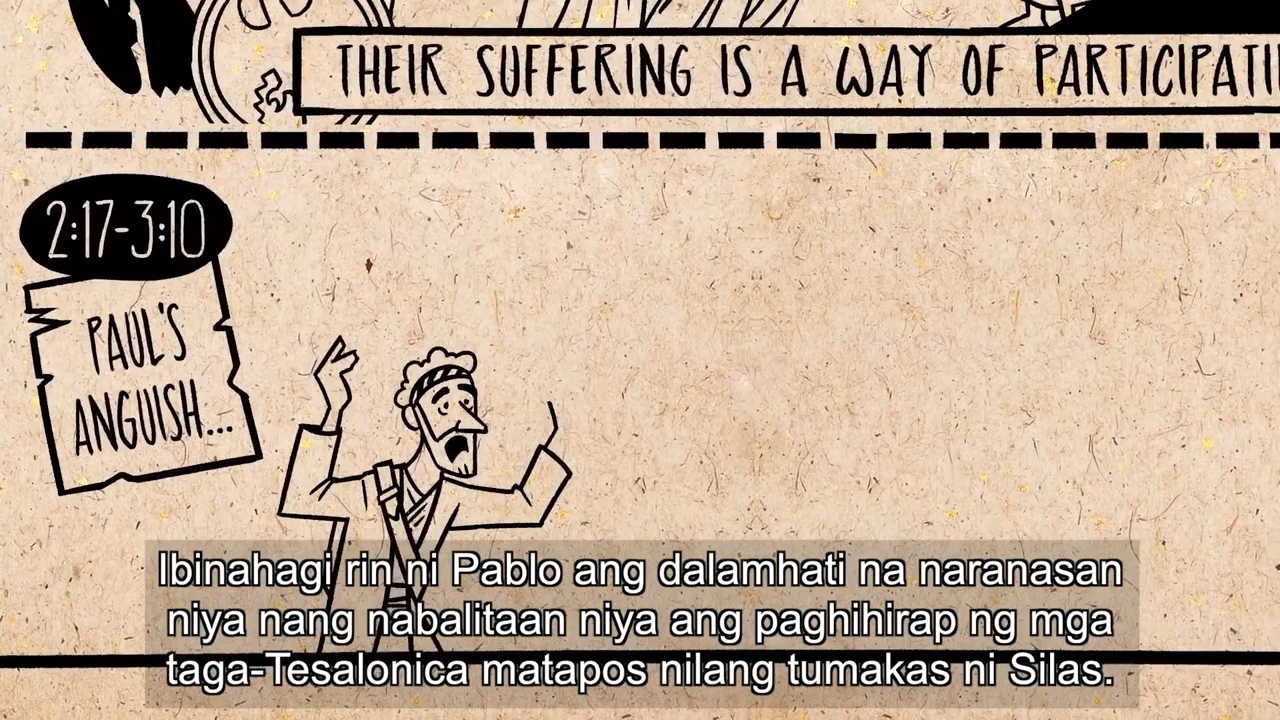 THEIR SUFFERING IS A WAY OF
2:17-3:10
PAUL'S
ANGUISH...
Ibinahagi rin ni Pablo ang dalamhati na naranasan
niya nang nabalitaan niya ang paghihirap ng mga
taga-Tesalonica matapos nilang tumakas ni Silas.